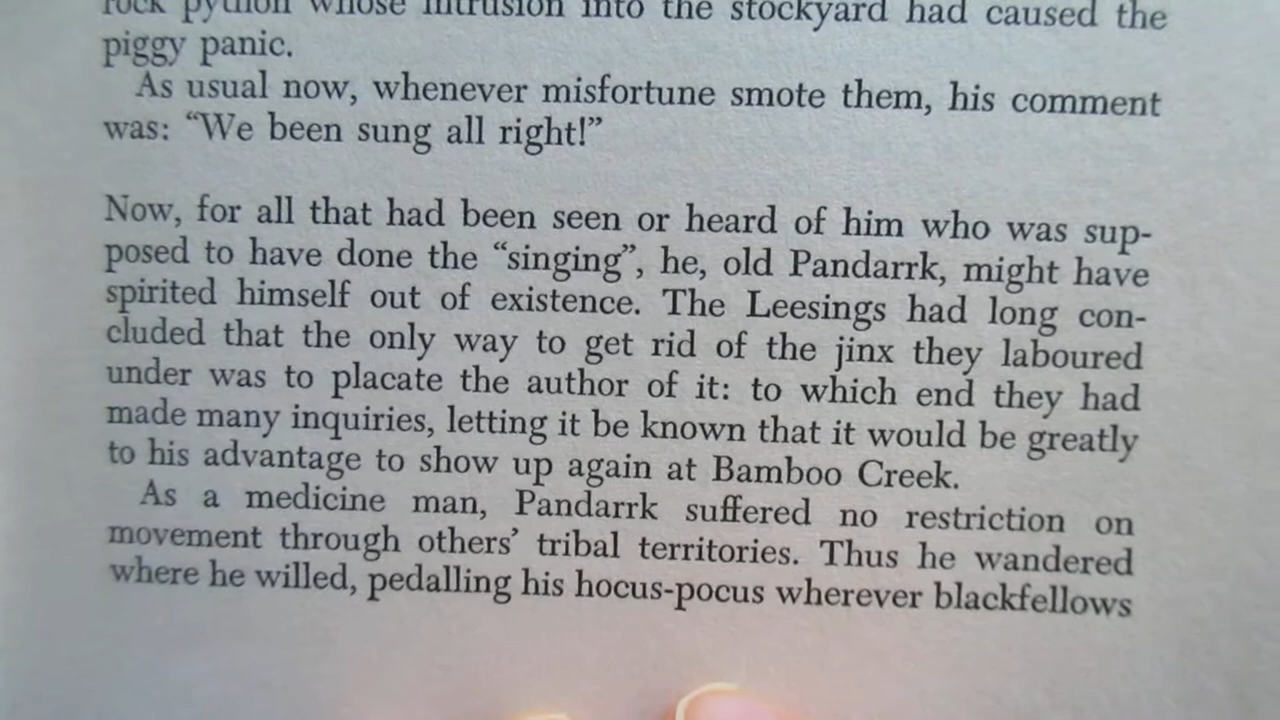 rock python whose intrusion into the stockyard had caused the
piggy panic.
As usual now, whenever misfortune smote them, his comment
was: “We been sung all right!”
Now, for all that had been seen or heard of him who was sup-
posed to have done the “singing”, he, old Pandarrk, might have
spirited himself out of existence. The Leesings had long con-
cluded that the only way to get rid of the jinx they laboured
under was to placate the author of it: to which end they had
made many inquiries, letting it be known that it would be greatly
to his advantage to show up again at Bamboo Creek.
As a medicine man, Pandarrk suffered no restriction on
movement through others’ tribal territories. Thus he wandered
where he willed, pedalling his hocus-pocus wherever blackfellows